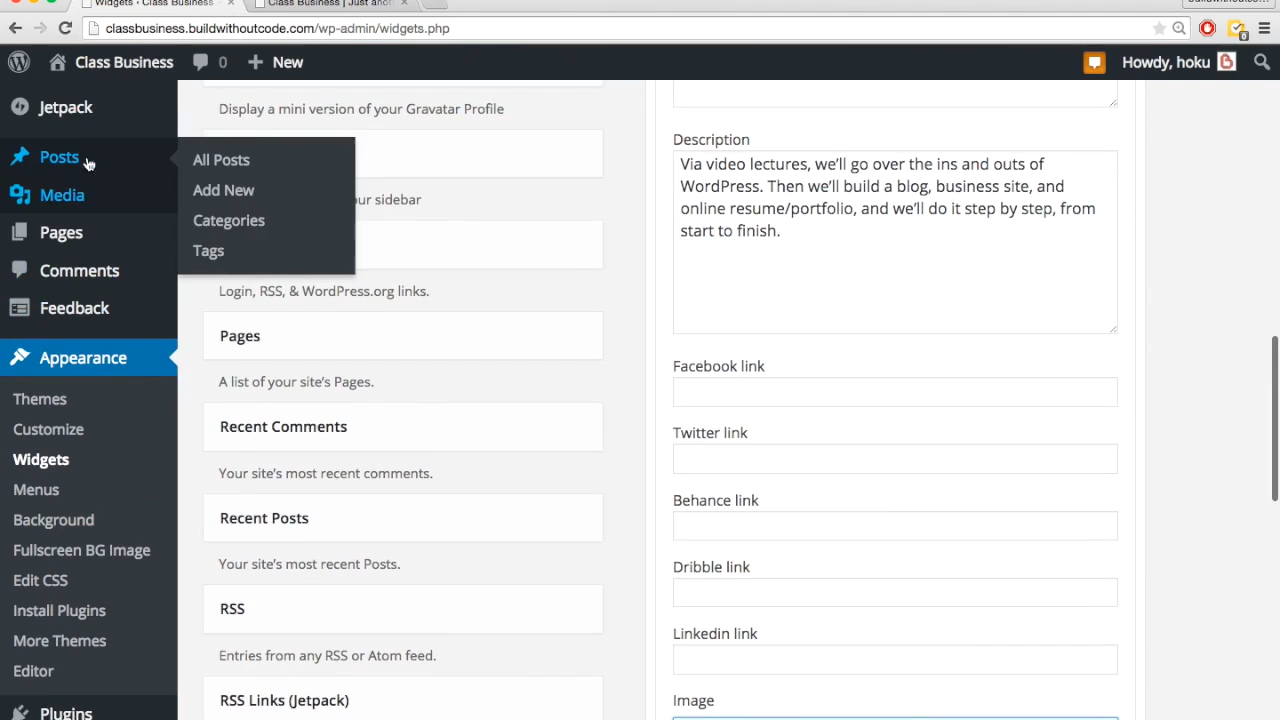 Widgets ‹ Class Business
Class Business | Just anot
buildwithoutco...
classbusiness.buildwithoutcode.com/wp-admin/widgets.php
0
Class Business
0
New
Howdy, hoku
Jetpack
Posts
Media
Pages
Comments
Feedback
Appearance
Themes
Customize
Widgets
Menus
Background
Fullscreen BG Image
Edit CSS
Install Plugins
More Themes
Editor
Plugins
All Posts
Add New
Categories
Tags
Display a mini version of your Gravatar Profile
our sidebar
Login, RSS, & WordPress.org links.
Pages
A list of your site's Pages.
Recent Comments
Your site's most recent comments.
Recent Posts
Your site's most recent Posts.
RSS
Entries from any RSS or Atom feed.
RSS Links (Jetpack)
Description
Via video lectures, we'll go over the ins and outs of
WordPress. Then we'll build a blog, business site, and
online resume/portfolio, and we'll do it step by step, from
start to finish.
Facebook link
Twitter link
Behance link
Dribble link
Linkedin link
Image